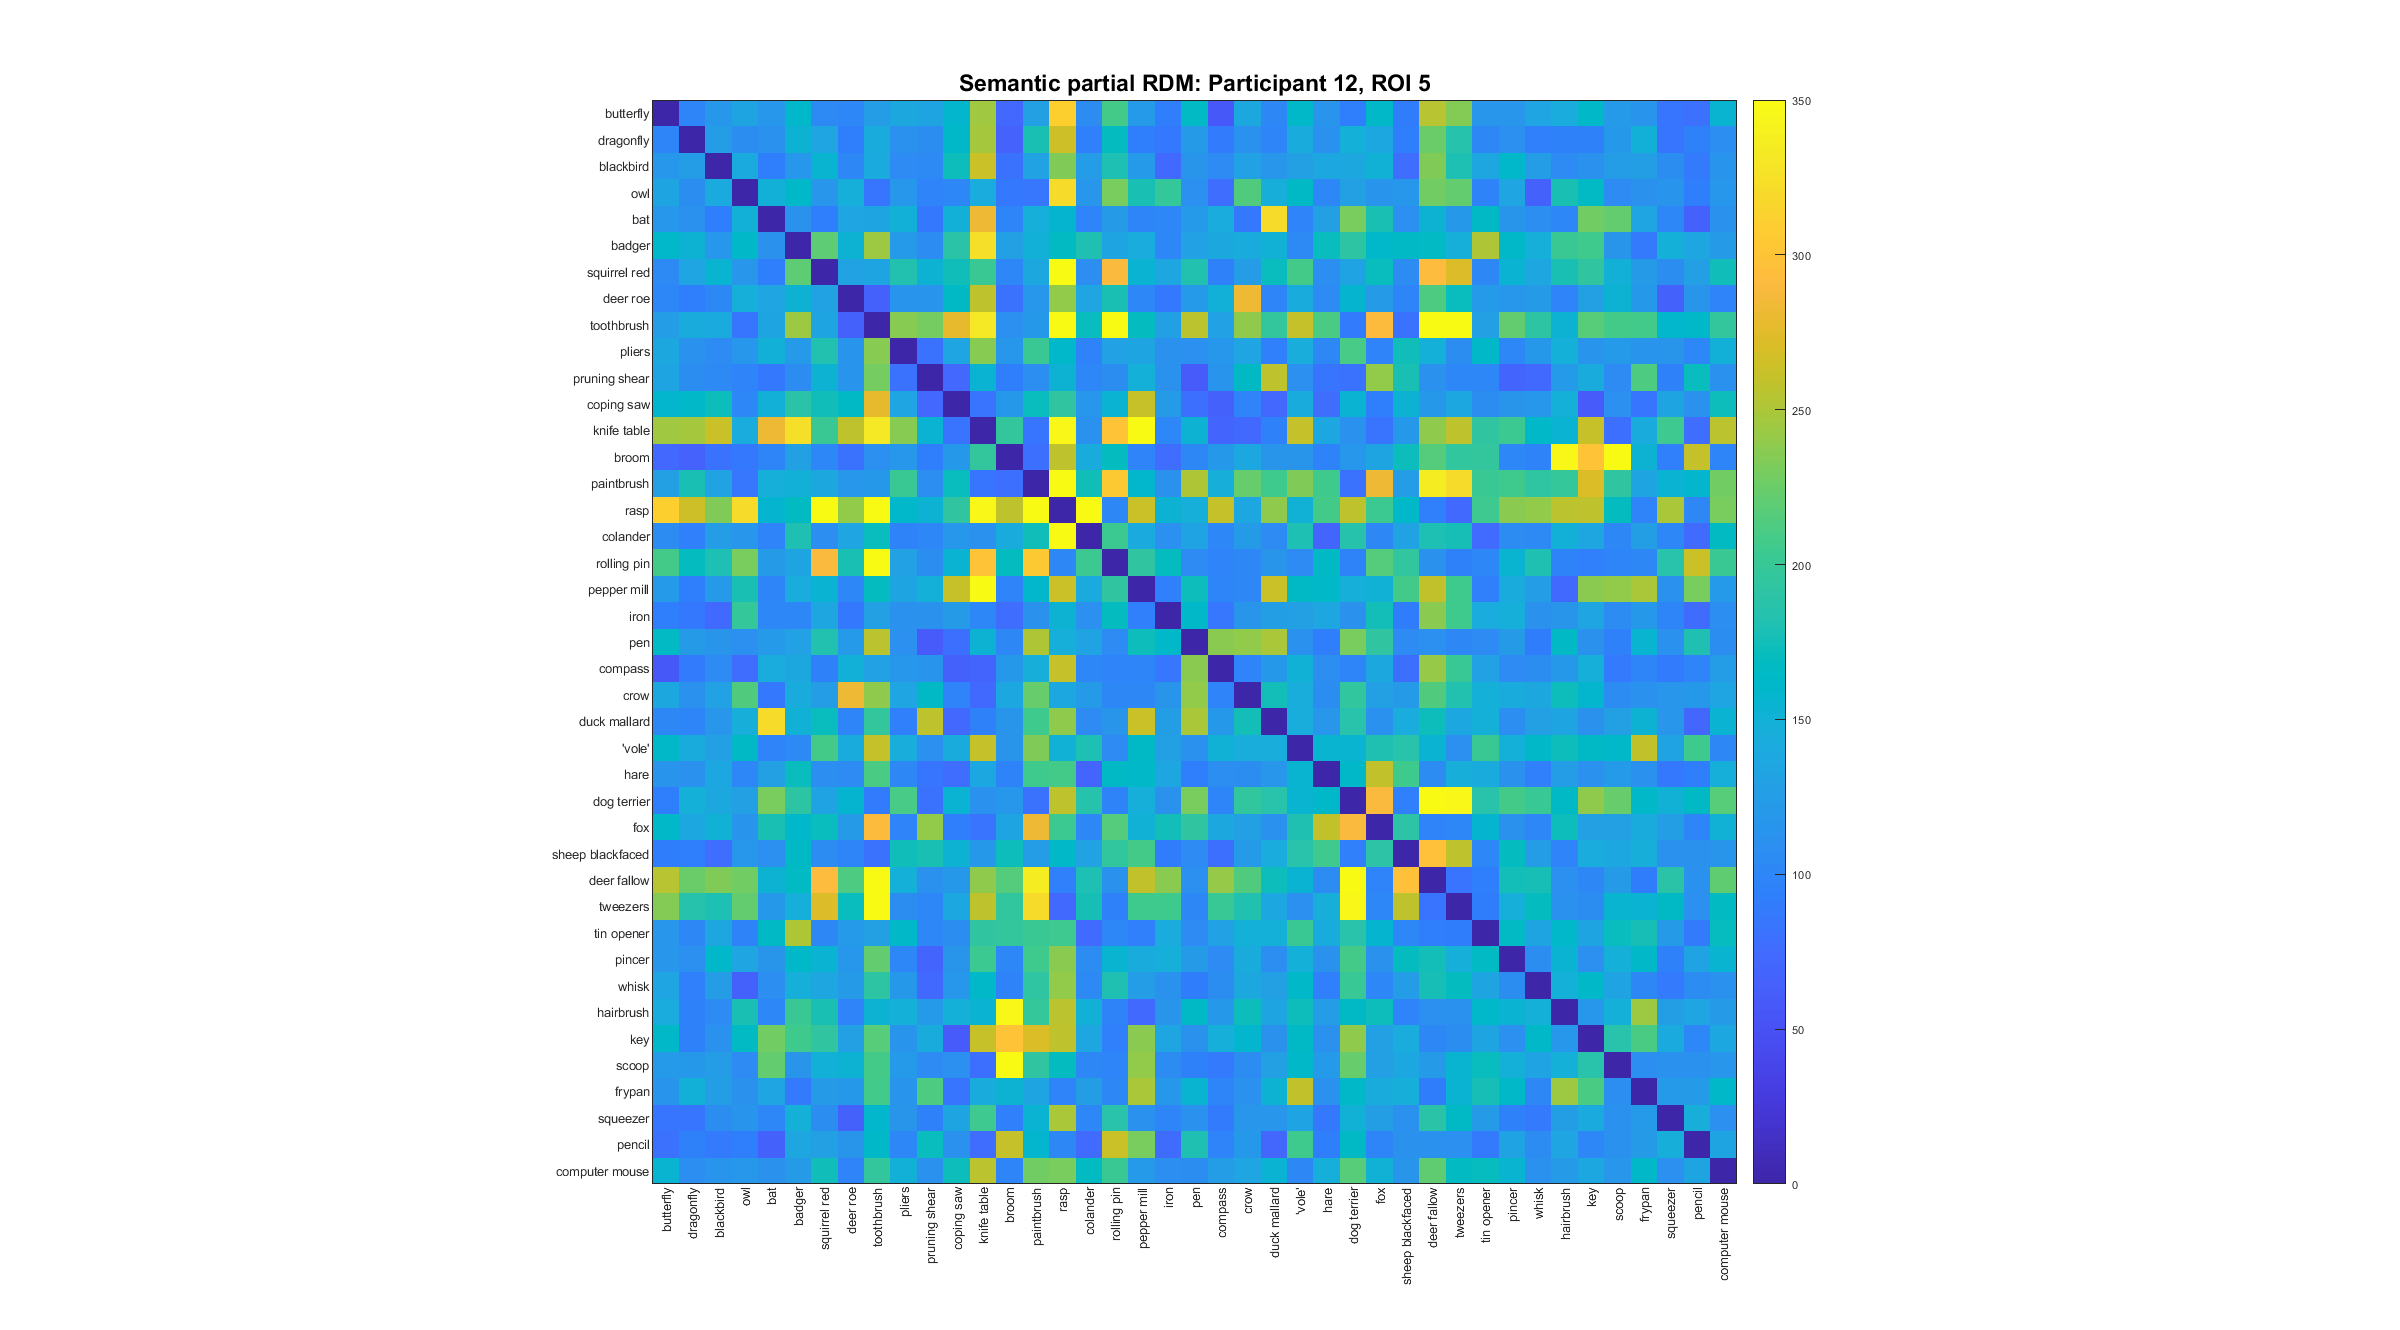 Semantic partial RDM: Participant 12, ROI 5
butterfly
dragonfly
blackbird
owl
bat
badger
squirrel red
deer roe
toothbrush
pliers
pruning shear
coping saw
knife table
broom
paintbrush
rasp
colander
rolling pin
pepper mill
iron
pen
compass
crow
duck mallard
'vole'
hare
dog terrier
fox
sheep blackfaced
deer fallow
tweezers
tin opener
pincer
whisk
hairbrush
key
scoop
frypan
squeezer
pencil
computer mouse
butterfly
dragonfly
blackbird
owl
bat
badger
squirrel red
deer roe
toothbrush
pliers
pruning shear
coping saw
knife table
broom
paintbrush
rasp
colander
rolling pin
pepper mill
iron
pen
compass
crow
duck mallard
'vole'
hare
dog terrier
fox
sheep blackfaced
deer fallow
tweezers
tin opener
pincer
whisk
hairbrush
key
scoop
frypan
squeezer
pencil
computer mouse
350
300
250
200
150
100
50
0